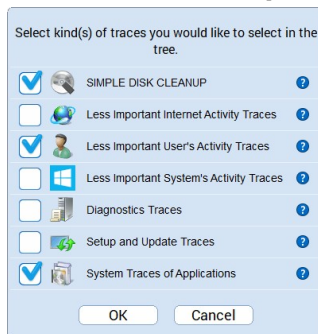 Select kind(s) of traces you would like to select in the
tree.
SIMPLE DISK CLEANUP
Less Important Internet Activity Traces
Less Important User's Activity Traces
Less Important System's Activity Traces
Diagnostics Traces
Setup and Update Traces
System Traces of Applications
OK Cancel